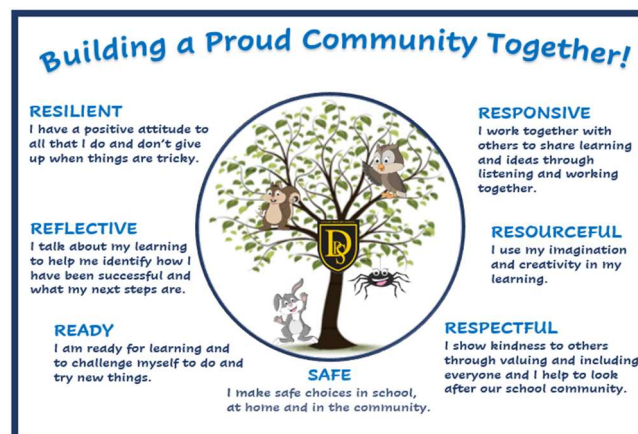 Building a Proud Community Together!
RESILIENT
I have a positive attitude to
all that I do and don't give
up when things are tricky.
REFLECTIVE
I talk about my learning
to help me identify how I
have been successful and
what my next steps are.
READY
I am ready for learning and
to challenge myself to do and
try new things.
SAFE
I make safe choices in school,
at home and in the community.
RESPONSIVE
I work together with
others to share learning
and ideas through
listening and working
together.
RESOURCEFUL
I use my imagination
and creativity in my
learning.
RESPECTFUL
I show kindness to others
through valuing and including
everyone and I help to look
after our school community.